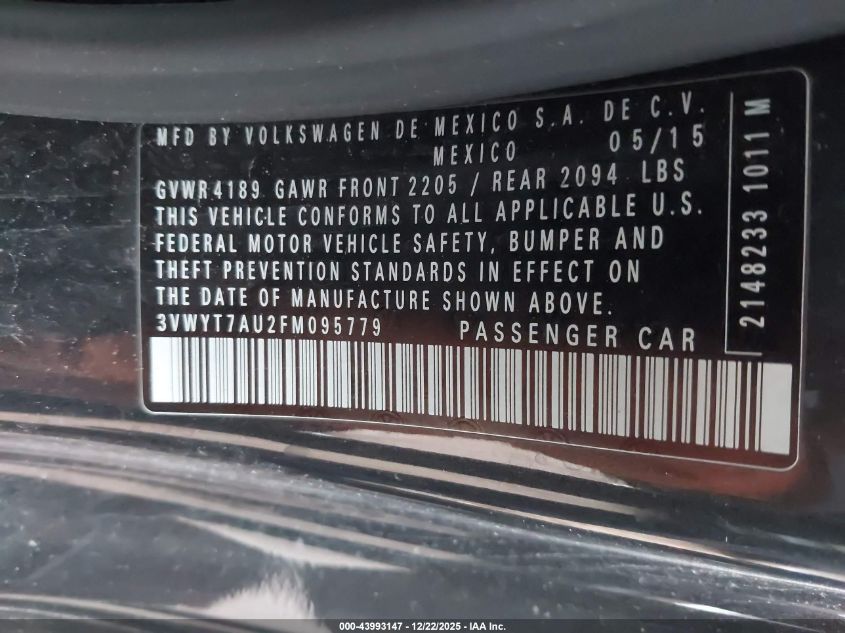 MFD BY VOLKSWAGEN DE MEXICO S.A. DE C.V.
MEXICO 05/15
GVWR 4189 GAWR FRONT 2205 / REAR 2094 LBS
THIS VEHICLE CONFORMS TO ALL APPLICABLE U.S.
FEDERAL MOTOR VEHICLE SAFETY, BUMPER AND
THEFT PREVENTION STANDARDS IN EFFECT ON
THE DATE OF MANUFACTURE SHOWN ABOVE.
3VWYT7AU2FM095779 PASSENGER CAR
2148233 1011 M
000-43993147 - 12/22/2025 - IAA Inc.